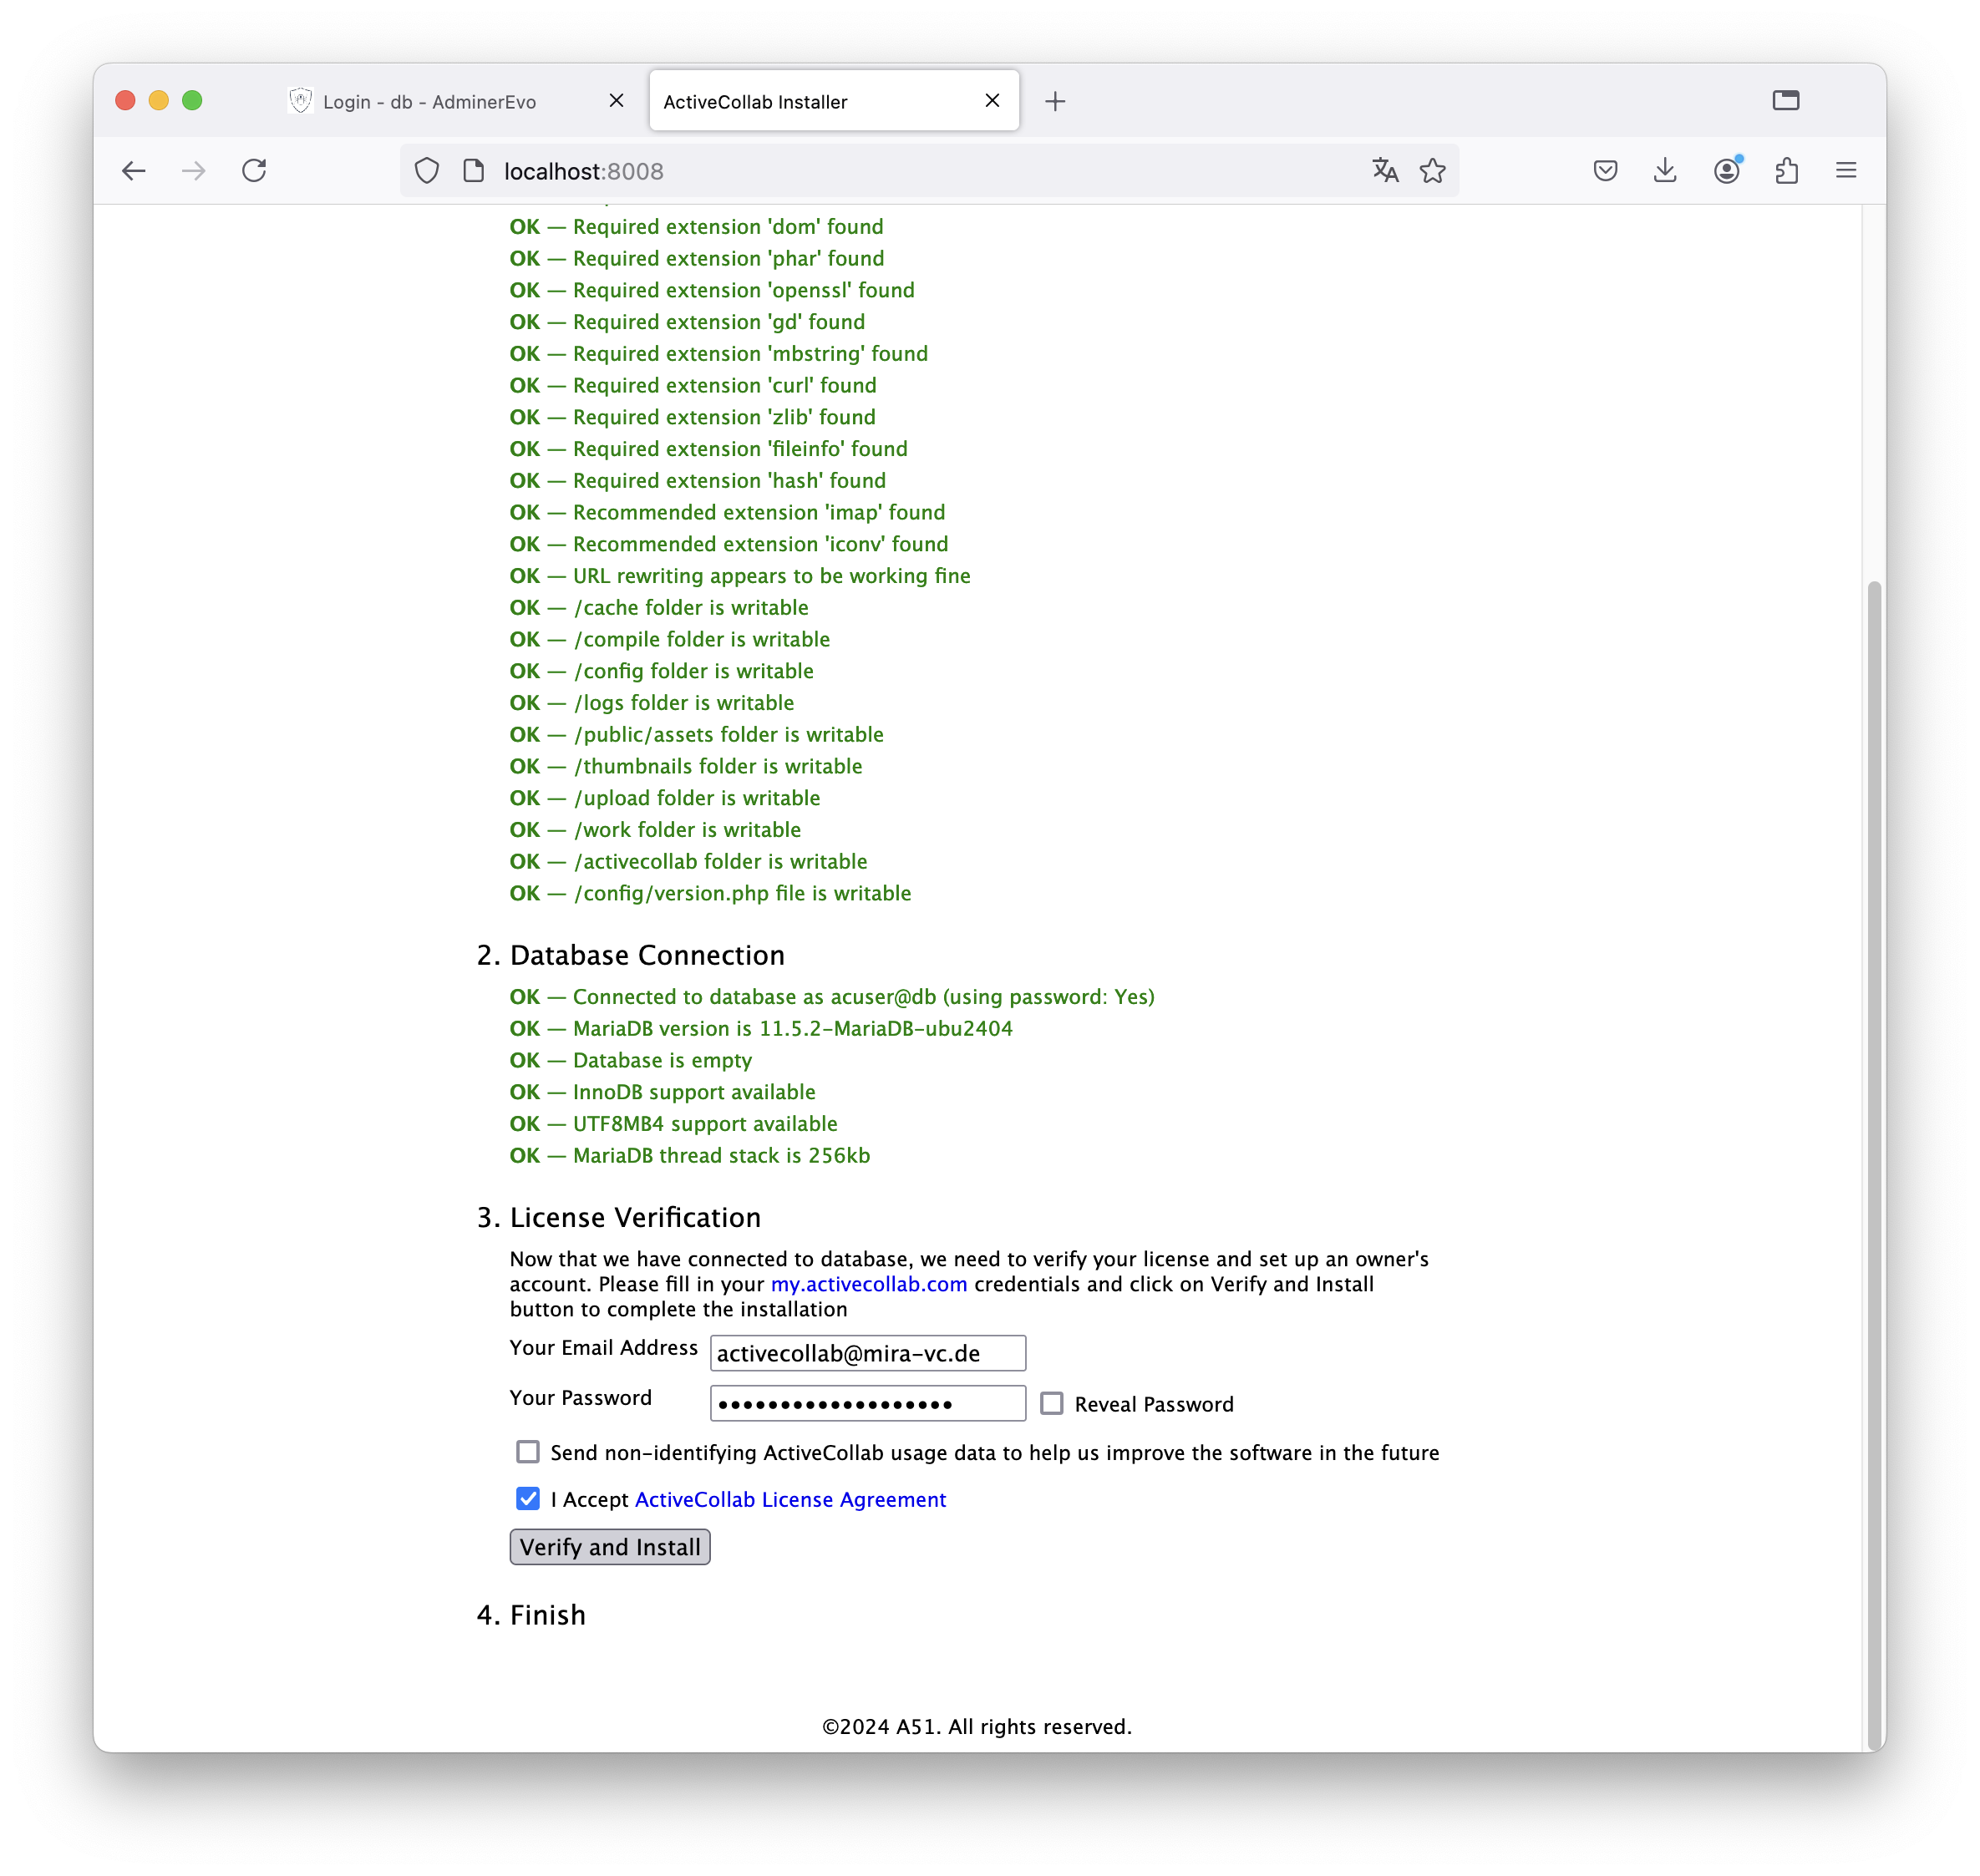 Login - db - AdminerEvo
ActiveCollab Installer
localhost:8008
OK — Required extension 'dom' found
OK — Required extension 'phar' found
OK — Required extension 'openssl' found
OK — Required extension 'gd' found
OK — Required extension 'mbstring' found
OK — Required extension 'curl' found
OK — Required extension 'zlib' found
OK — Required extension 'fileinfo' found
OK — Required extension 'hash' found
OK — Recommended extension 'imap' found
OK — Recommended extension 'iconv' found
OK — URL rewriting appears to be working fine
OK — /cache folder is writable
OK — /compile folder is writable
OK — /config folder is writable
OK — /logs folder is writable
OK — /public/assets folder is writable
OK — /thumbnails folder is writable
OK — /upload folder is writable
OK — /work folder is writable
OK — /activecollab folder is writable
OK — /config/version.php file is writable
2. Database Connection
OK — Connected to database as acuser@db (using password: Yes)
OK — MariaDB version is 11.5.2-MariaDB-ubu2404
OK — Database is empty
OK — InnoDB support available
OK — UTF8MB4 support available
OK — MariaDB thread stack is 256kb
3. License Verification
Now that we have connected to database, we need to verify your license and set up an owner's
account. Please fill in your my.activecollab.com credentials and click on Verify and Install
button to complete the installation
Your Email Address activecollab@mira-vc.de
Your Password ••••••••••••••••••• Reveal Password
Send non-identifying ActiveCollab usage data to help us improve the software in the future
I Accept ActiveCollab License Agreement
Verify and Install
4. Finish
©2024 A51. All rights reserved.